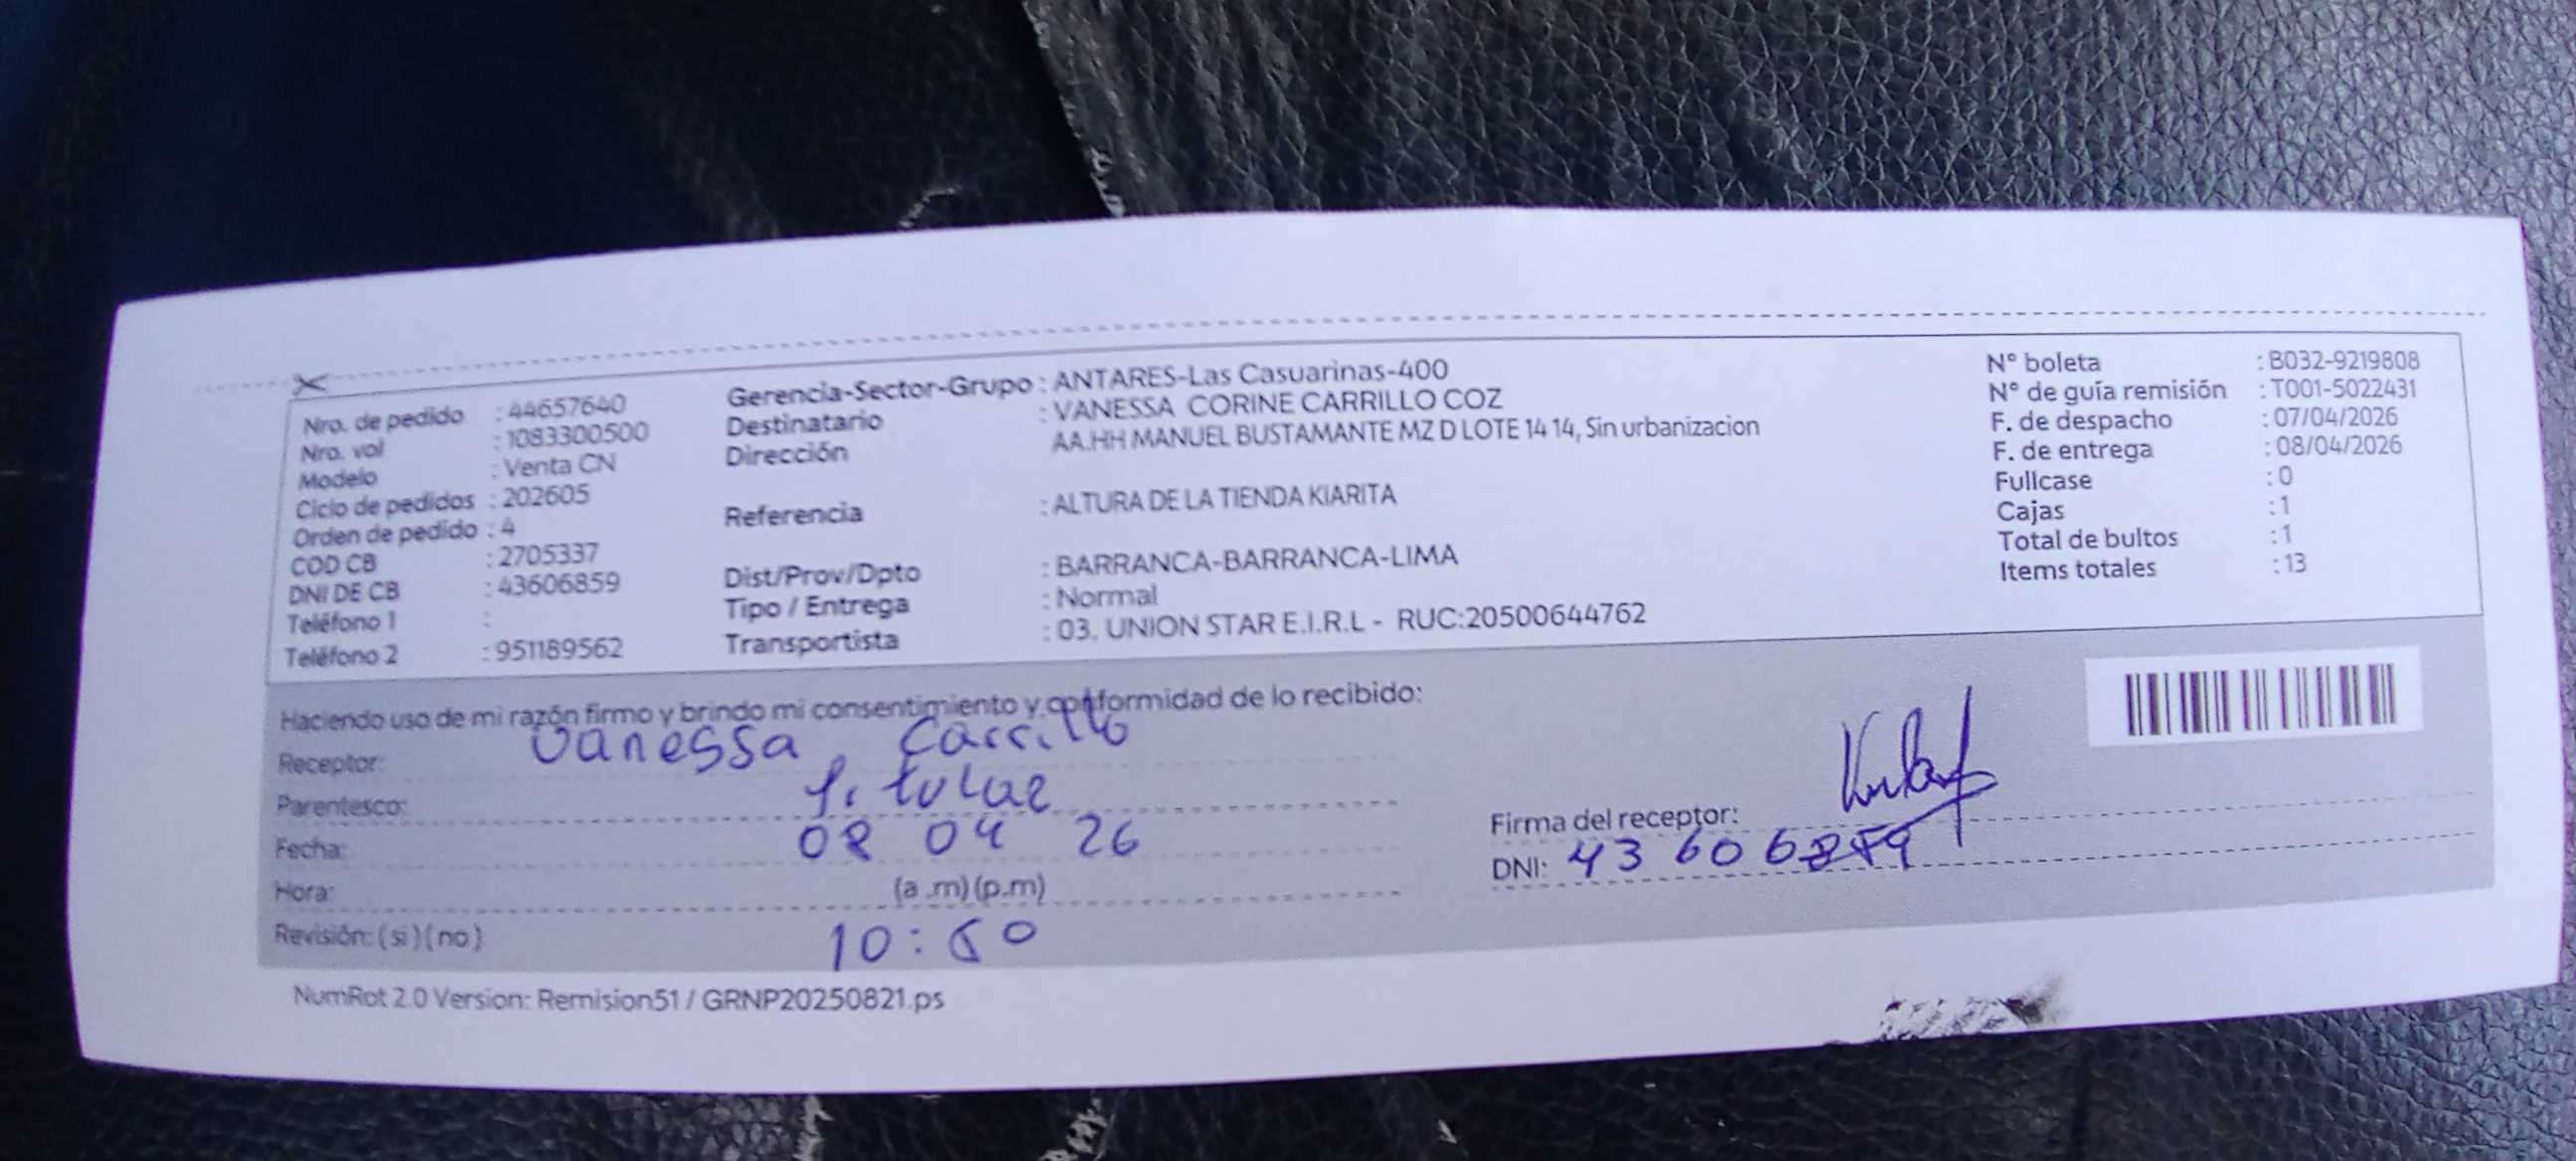 Nro. de pedido : 44657640
Nro. vol : 1083300500
Modelo : Venta CN
Ciclo de pedidos : 202605
Orden de pedido : 4
COD CB : 2705337
DNI DE CB : 43606859
Teléfono 1 :
Teléfono 2 : 951189562
Gerencia-Sector-Grupo : ANTARES-Las Casuarinas-400
Destinatario : VANESSA CORINE CARRILLO COZ
Dirección AA.HH MANUEL BUSTAMANTE MZ D LOTE 14 14, Sin urbanizacion
Referencia : ALTURA DE LA TIENDA KIARITA
Dist/Prov/Dpto : BARRANCA-BARRANCA-LIMA
Tipo / Entrega : Normal
Transportista : 03. UNION STAR E.I.R.L - RUC:20500644762
N° boleta : B032-9219808
N° de guía remisión : T001-5022431
F. de despacho : 07/04/2026
F. de entrega : 08/04/2026
Fullcase : 0
Cajas : 1
Total de bultos : 1
Items totales : 13
Haciendo uso de mi razón firmo y brindo mi consentimiento y conformidad de lo recibido:
Receptor: Vanessa Carrillo
Parentesco: Titular
Fecha: 08 04 26
Hora: (a.m)(p.m)
Revisión: (si)(no) 10:50
Firma del receptor:
DNI: 43606859
NumRot 2.0 Version: Remision51 / GRNP20250821.ps